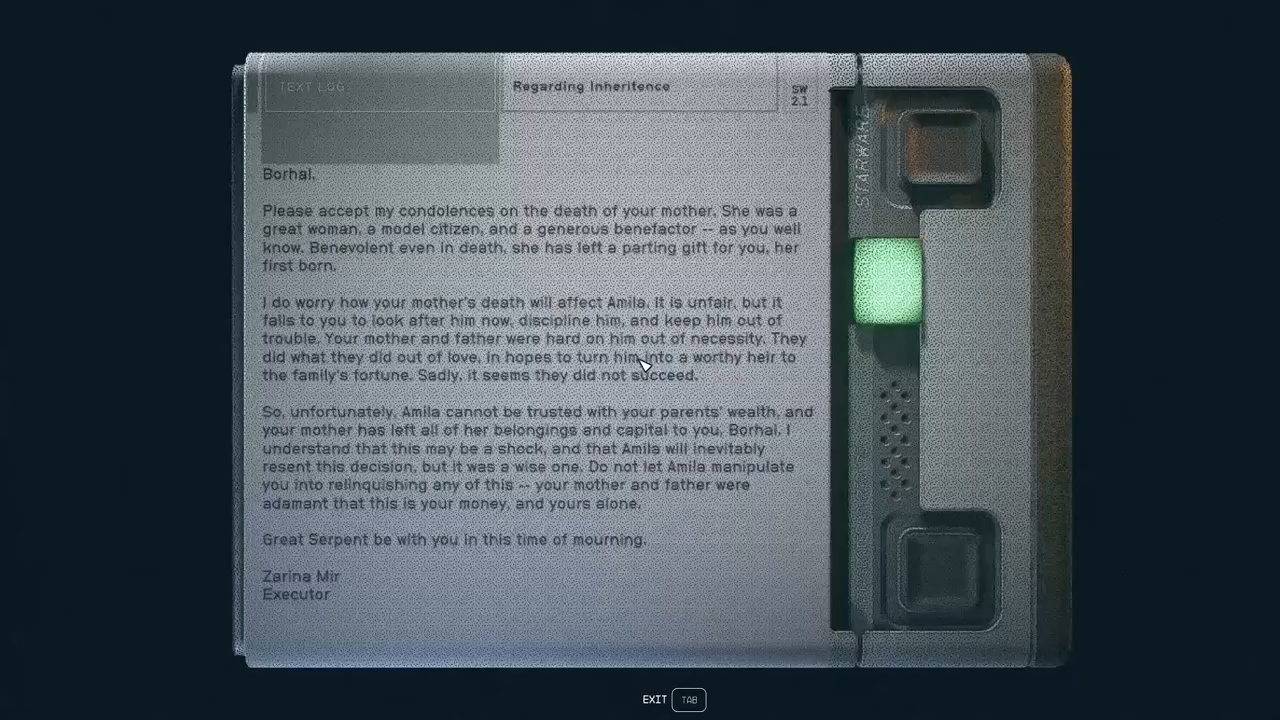 TEXT LOG
Regarding Inheritence
SW
2.1
STARWARE
Borhal,
Please accept my condolences on the death of your mother. She was a
great woman, a model citizen, and a generous benefactor -- as you well
know. Benevolent even in death, she has left a parting gift for you, her
first born.
I do worry how your mother's death will affect Amila. It is unfair, but it
falls to you to look after him now, discipline him, and keep him out of
trouble. Your mother and father were hard on him out of necessity. They
did what they did out of love, in hopes to turn him into a worthy heir to
the family's fortune. Sadly, it seems they did not succeed.
So, unfortunately, Amila cannot be trusted with your parents' wealth, and
your mother has left all of her belongings and capital to you, Borhal. I
understand that this may be a shock, and that Amila will inevitably
resent this decision, but it was a wise one. Do not let Amila manipulate
you into relinquishing any of this -- your mother and father were
adamant that this is your money, and yours alone.
Great Serpent be with you in this time of mourning.
Zarina Mir
Executor
EXIT TAB